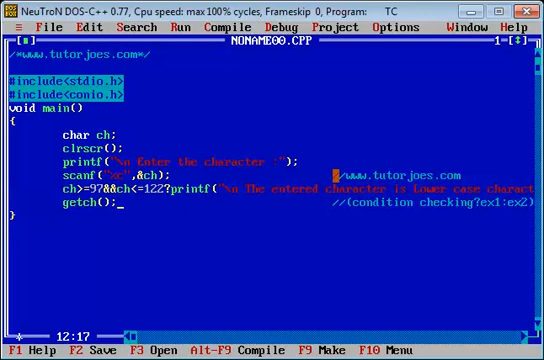 NeuTroN DOS-C++ 0.77, Cpu speed: max 100% cycles, Frameskip 0, Program: TC
≡ File Edit Search Run Compile Debug Project Options Window Help
[■] NONAME00.CPP 1=[↕]
/*www.tutorjoes.com*/
#include<stdio.h>
#include<conio.h>
void main()
{
char ch;
clrscr();
printf("\n Enter the character :");
scanf("%c",&ch); /www.tutorjoes.com
ch>=97&&ch<=122?printf("\n The entered character is Lower case charact
getch();_ //(condition checking?ex1:ex2)
}
* 12:17
F1 Help F2 Save F3 Open Alt-F9 Compile F9 Make F10 Menu